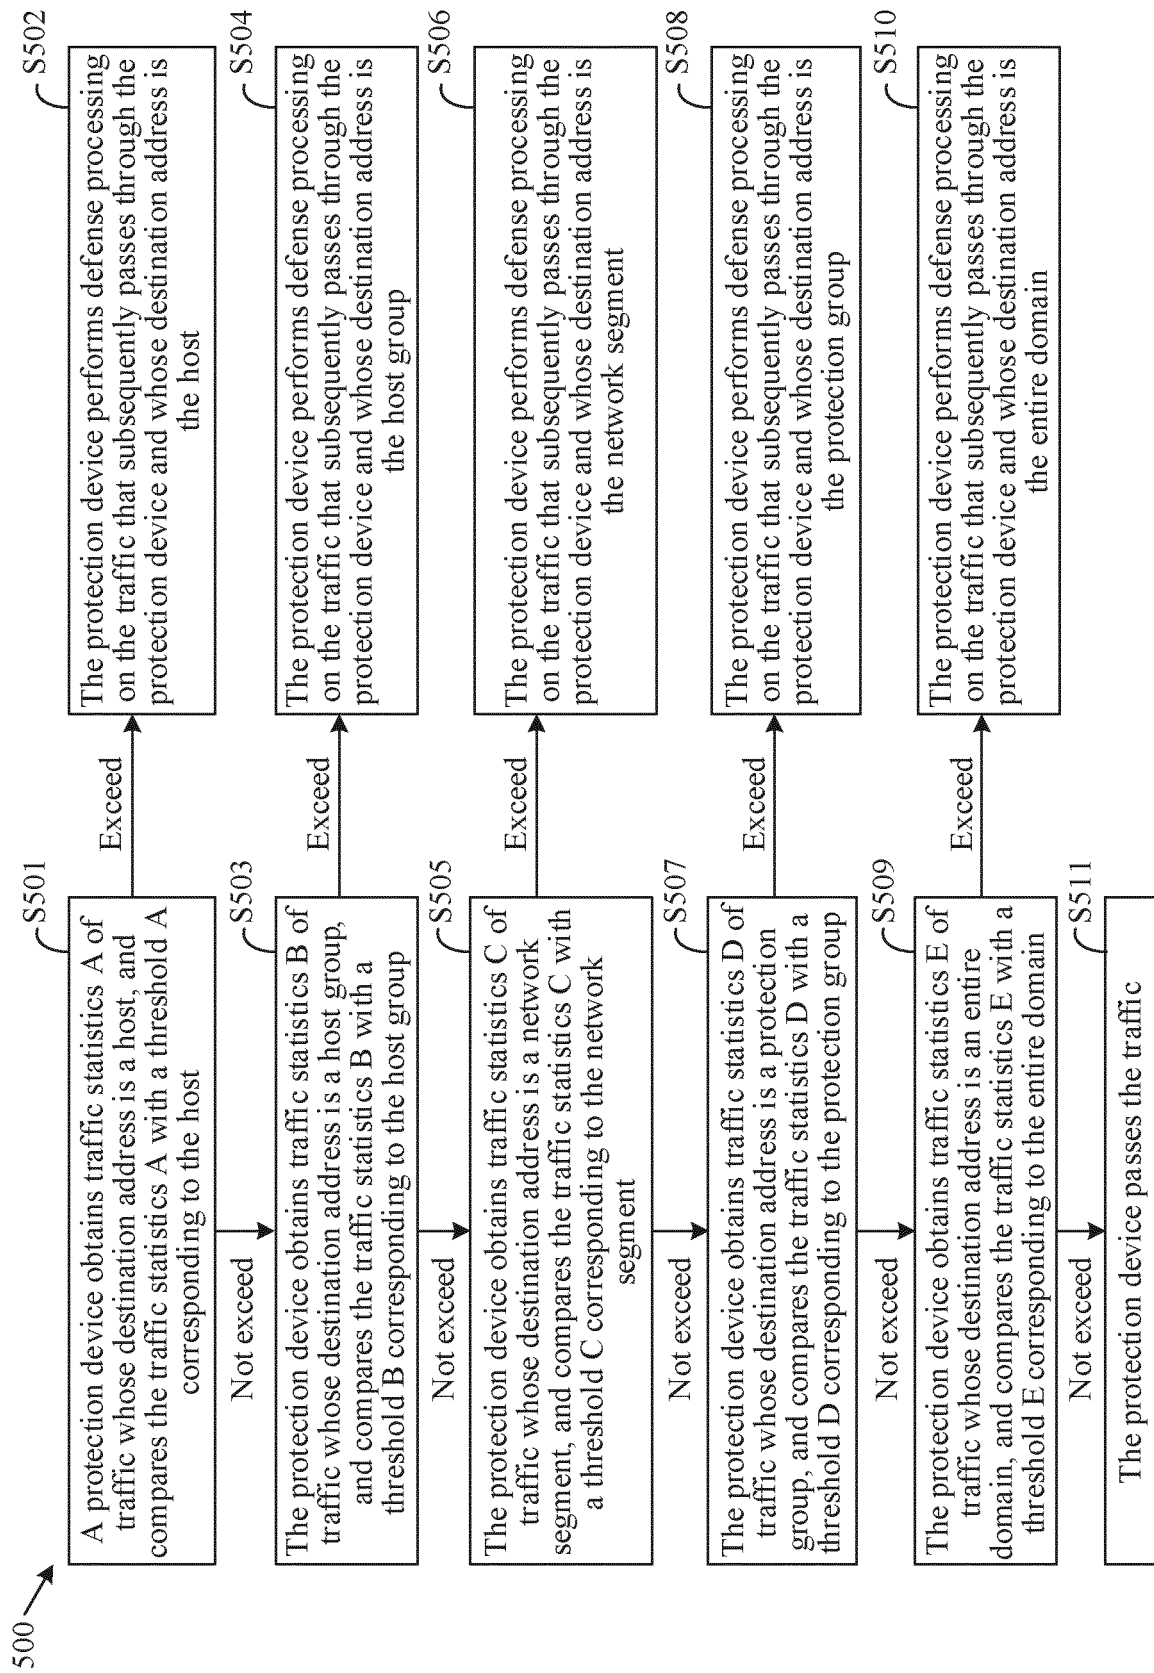 500
S501
A protection device obtains traffic statistics A of
traffic whose destination address is a host, and
compares the traffic statistics A with a threshold A
corresponding to the host
Exceed
S502
The protection device performs defense processing
on the traffic that subsequently passes through the
protection device and whose destination address is
the host
Not exceed
S503
The protection device obtains traffic statistics B of
traffic whose destination address is a host group,
and compares the traffic statistics B with a
threshold B corresponding to the host group
Exceed
S504
The protection device performs defense processing
on the traffic that subsequently passes through the
protection device and whose destination address is
the host group
Not exceed
S505
The protection device obtains traffic statistics C of
traffic whose destination address is a network
segment, and compares the traffic statistics C with
a threshold C corresponding to the network
segment
Exceed
S506
The protection device performs defense processing
on the traffic that subsequently passes through the
protection device and whose destination address is
the network segment
Not exceed
S507
The protection device obtains traffic statistics D of
traffic whose destination address is a protection
group, and compares the traffic statistics D with a
threshold D corresponding to the protection group
Exceed
S508
The protection device performs defense processing
on the traffic that subsequently passes through the
protection device and whose destination address is
the protection group
Not exceed
S509
The protection device obtains traffic statistics E of
traffic whose destination address is an entire
domain, and compares the traffic statistics E with a
threshold E corresponding to the entire domain
Exceed
S510
The protection device performs defense processing
on the traffic that subsequently passes through the
protection device and whose destination address is
the entire domain
Not exceed
S511
The protection device passes the traffic